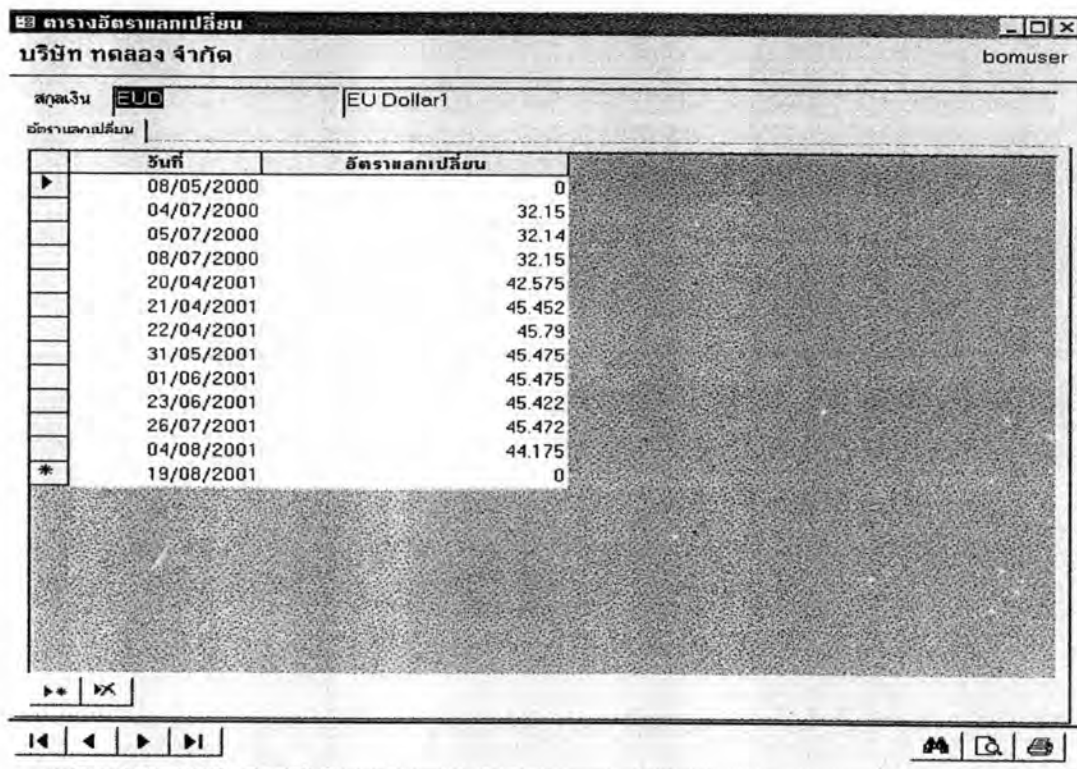 ตารางอัตราแลกเปลี่ยน
บริษัท ทดลอง จำกัด bomuser
สกุลเงิน EUD EU Dollar1
อัตราแลกเปลี่ยน
วันที่ อัตราแลกเปลี่ยน
08/05/2000 0
04/07/2000 32.15
05/07/2000 32.14
08/07/2000 32.15
20/04/2001 42.575
21/04/2001 45.452
22/04/2001 45.79
31/05/2001 45.475
01/06/2001 45.475
23/06/2001 45.422
26/07/2001 45.472
04/08/2001 44.175
19/08/2001 0